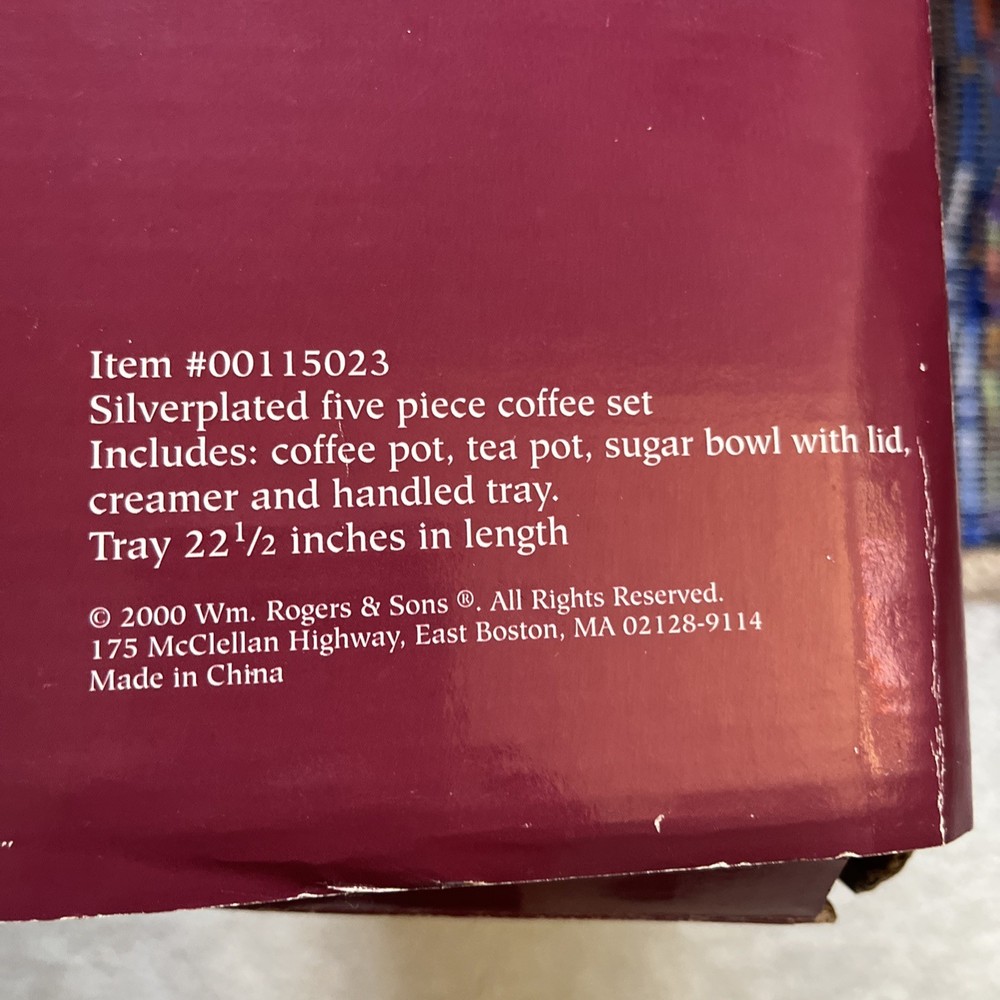 Item #00115023
Silverplated five piece coffee set
Includes: coffee pot, tea pot, sugar bowl with lid,
creamer and handled tray.
Tray 22 1/2 inches in length
© 2000 Wm. Rogers & Sons ®. All Rights Reserved.
175 McClellan Highway, East Boston, MA 02128-9114
Made in China